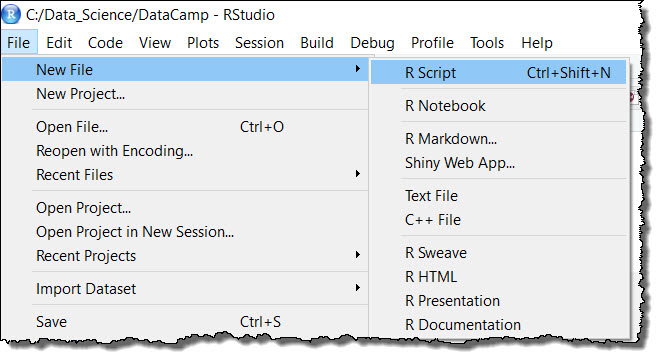 R C:/Data_Science/DataCamp - RStudio
File Edit Code View Plots Session Build Debug Profile Tools Help
New File
New Project...
Open File... Ctrl+O
Reopen with Encoding...
Recent Files
Open Project...
Open Project in New Session...
Recent Projects
Import Dataset
Save Ctrl+S
R Script Ctrl+Shift+N
R Notebook
R Markdown...
Shiny Web App...
Text File
C++ File
R Sweave
R HTML
R Presentation
R Documentation